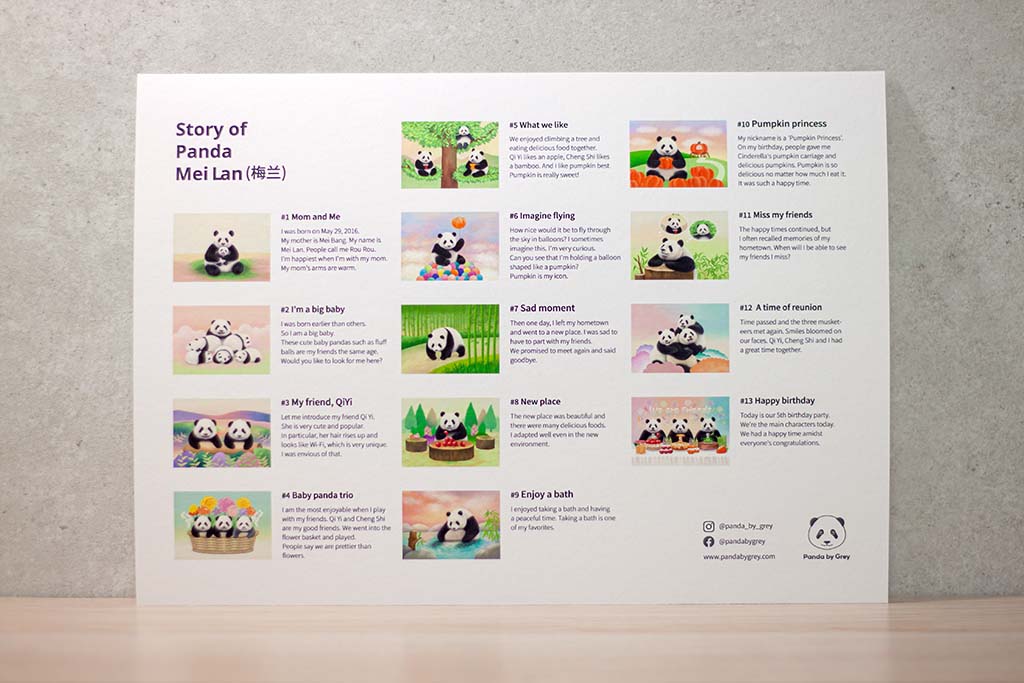 Story of
Panda
Mei Lan (梅兰)
#1 Mom and Me
I was born on May 29, 2016.
My mother is Mei Bang. My name is
Mei Lan. People call me Rou Rou.
I'm happiest when I'm with my mom.
My mom's arms are warm.
#2 I'm a big baby
I was born earlier than others.
So I am a big baby.
These cute baby pandas such as fluff
balls are my friends the same age.
Would you like to look for me here?
#3 My friend, QiYi
Let me introduce my friend Qi Yi.
She is very cute and popular.
In particular, her hair rises up and
looks like Wi-Fi, which is very unique.
I was envious of that.
#4 Baby panda trio
I am the most enjoyable when I play
with my friends. Qi Yi and Cheng Shi
are my good friends. We went into the
flower basket and played.
People say we are prettier than
flowers.
#5 What we like
We enjoyed climbing a tree and
eating delicious food together.
Qi Yi likes an apple, Cheng Shi likes
a bamboo. And I like pumpkin best.
Pumpkin is really sweet!
#6 Imagine flying
How nice would it be to fly through
the sky in balloons? I sometimes
imagine this. I'm very curious.
Can you see that I'm holding a balloon
shaped like a pumpkin?
Pumpkin is my icon.
#7 Sad moment
Then one day, I left my hometown
and went to a new place. I was sad to
have to part with my friends.
We promised to meet again and said
goodbye.
#8 New place
The new place was beautiful and
there were many delicious foods.
I adapted well even in the new
environment.
#9 Enjoy a bath
I enjoyed taking a bath and having
a peaceful time. Taking a bath is one
of my favorites.
#10 Pumpkin princess
My nickname is a 'Pumpkin Princess'.
On my birthday, people gave me
Cinderella's pumpkin carriage and
delicious pumpkins. Pumpkin is so
delicious no matter how much I eat it.
It was such a happy time.
#11 Miss my friends
The happy times continued, but
I often recalled memories of my
hometown. When will I be able to see
my friends I miss?
#12 A time of reunion
Time passed and the three musket-
eers met again. Smiles bloomed on
our faces. Qi Yi, Cheng Shi and I had
a great time together.
#13 Happy birthday
Today is our 5th birthday party.
We're the main characters today.
We had a happy time amidst
everyone's congratulations.
@panda_by_grey
@pandabygrey
www.pandabygrey.com
Panda by Grey